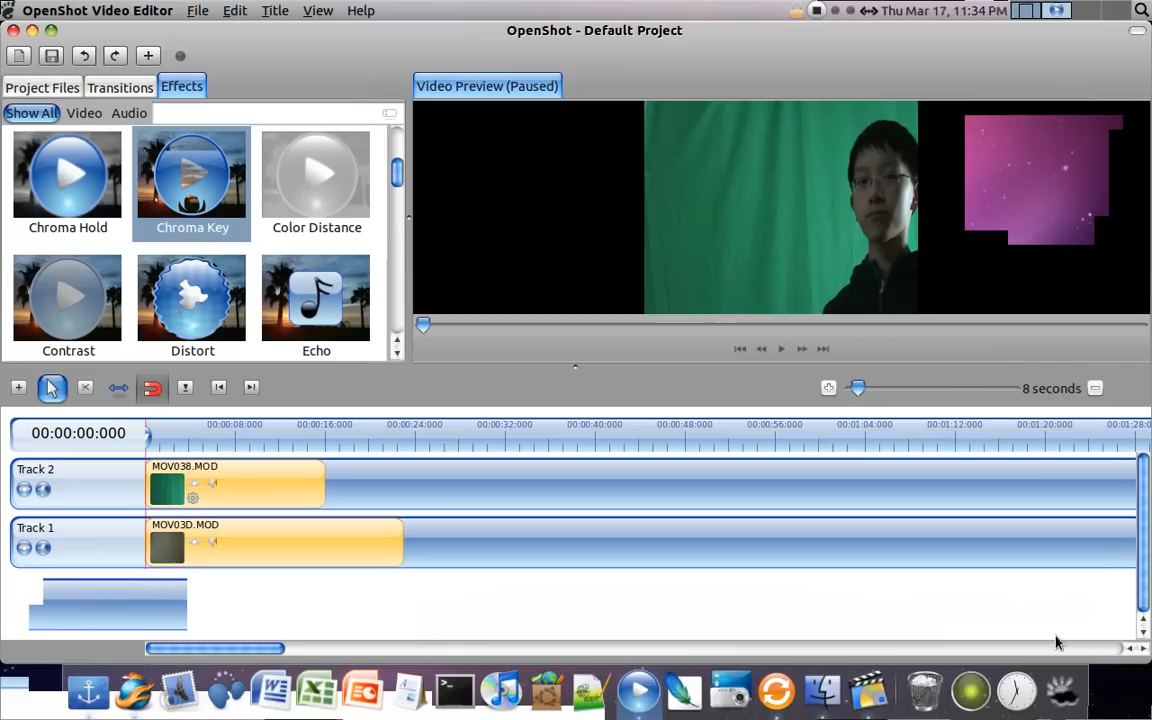 OpenShot Video Editor File Edit Title View Help Thu Mar 17, 11:34 PM
OpenShot - Default Project
Project Files Transitions Effects Video Preview (Paused)
Show All Video Audio
Chroma Hold Chroma Key Color Distance
Contrast Distort Echo
8 seconds
00:00:00:000 00:00:08:000 00:00:16:000 00:00:24:000 00:00:32:000 00:00:40:000 00:00:48:000 00:00:56:000 00:01:04:000 00:01:12:000 00:01:20:000 00:01:28:0
Track 2 MOV038.MOD
Track 1 MOV03D.MOD